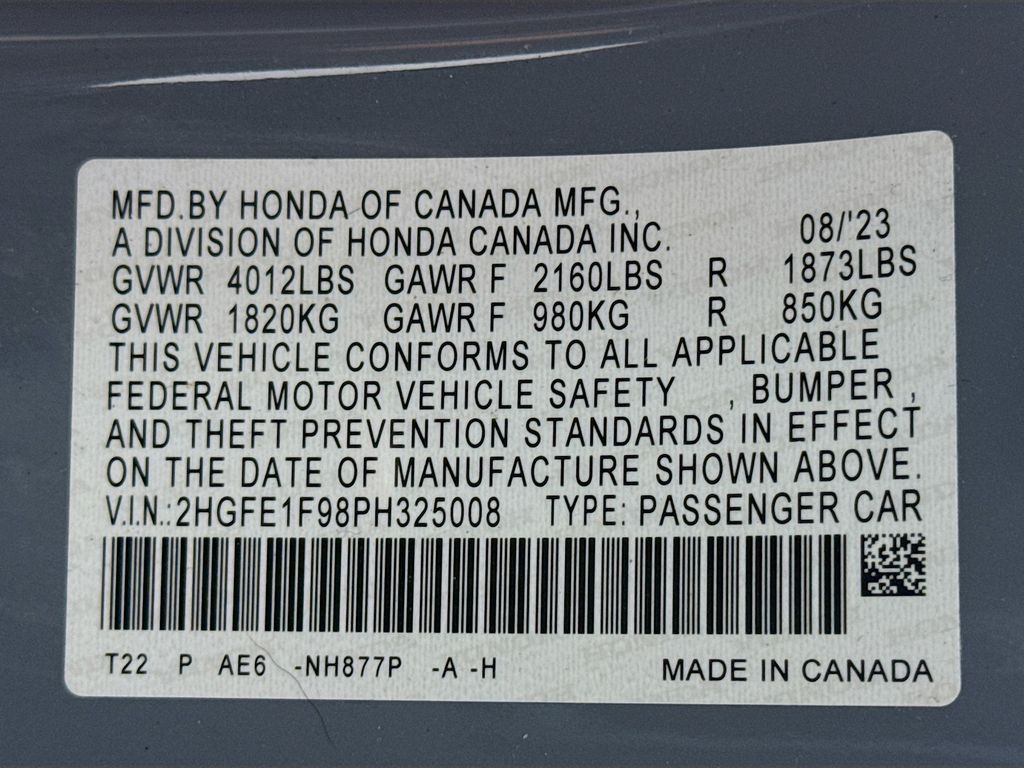 MFD.BY HONDA OF CANADA MFG.,
A DIVISION OF HONDA CANADA INC. 08/'23
GVWR 4012LBS GAWR F 2160LBS R 1873LBS
GVWR 1820KG GAWR F 980KG R 850KG
THIS VEHICLE CONFORMS TO ALL APPLICABLE
FEDERAL MOTOR VEHICLE SAFETY , BUMPER ,
AND THEFT PREVENTION STANDARDS IN EFFECT
ON THE DATE OF MANUFACTURE SHOWN ABOVE.
V.I.N.:2HGFE1F98PH325008 TYPE: PASSENGER CAR
T22 P AE6 -NH877P -A -H MADE IN CANADA